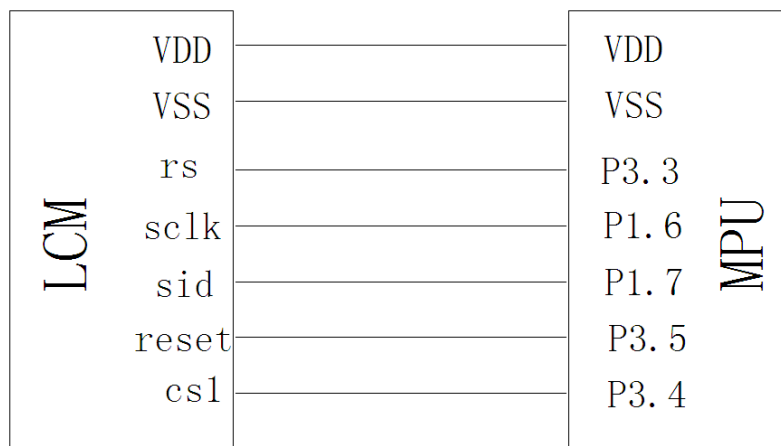 LCM
VDD
VSS
rs
sclk
sid
reset
cs1
VDD
VSS
P3.3
P1.6
P1.7
P3.5
P3.4
MPU